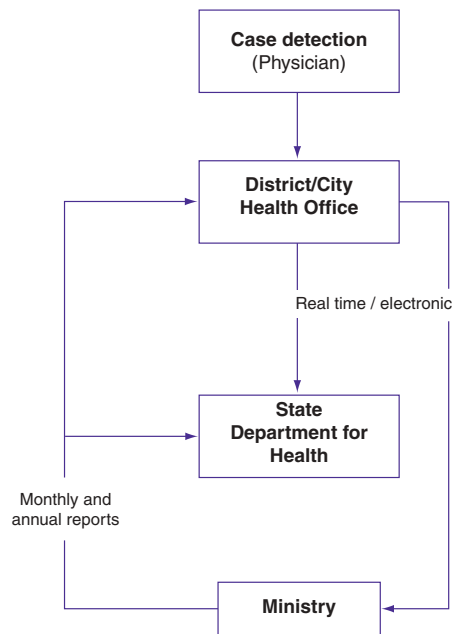 Case detection
(Physician)
District/City
Health Office
Real time / electronic
State
Department for
Health
Monthly and
annual reports
Ministry